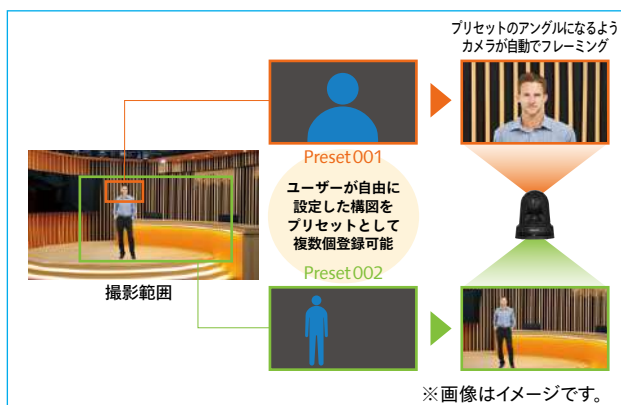 プリセットのアングルになるよう
カメラが自動でフレーミング
Preset001
ユーザーが自由に
設定した構図を
プリセットとして
複数個登録可能
Preset002
撮影範囲
※画像はイメージです。